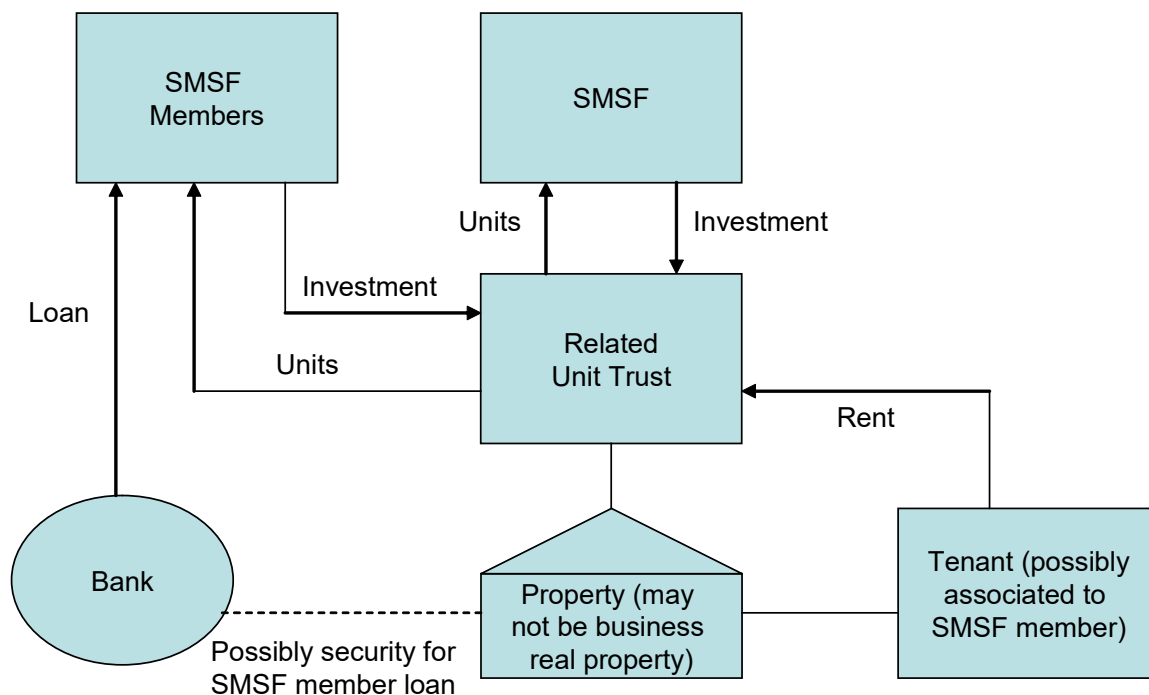 SMSF
Members
SMSF
Units
Investment
Investment
Loan
Related
Unit Trust
Units
Rent
Bank
Property (may
not be business
real property)
Tenant (possibly
associated to
SMSF member)
Possibly security for
SMSF member loan